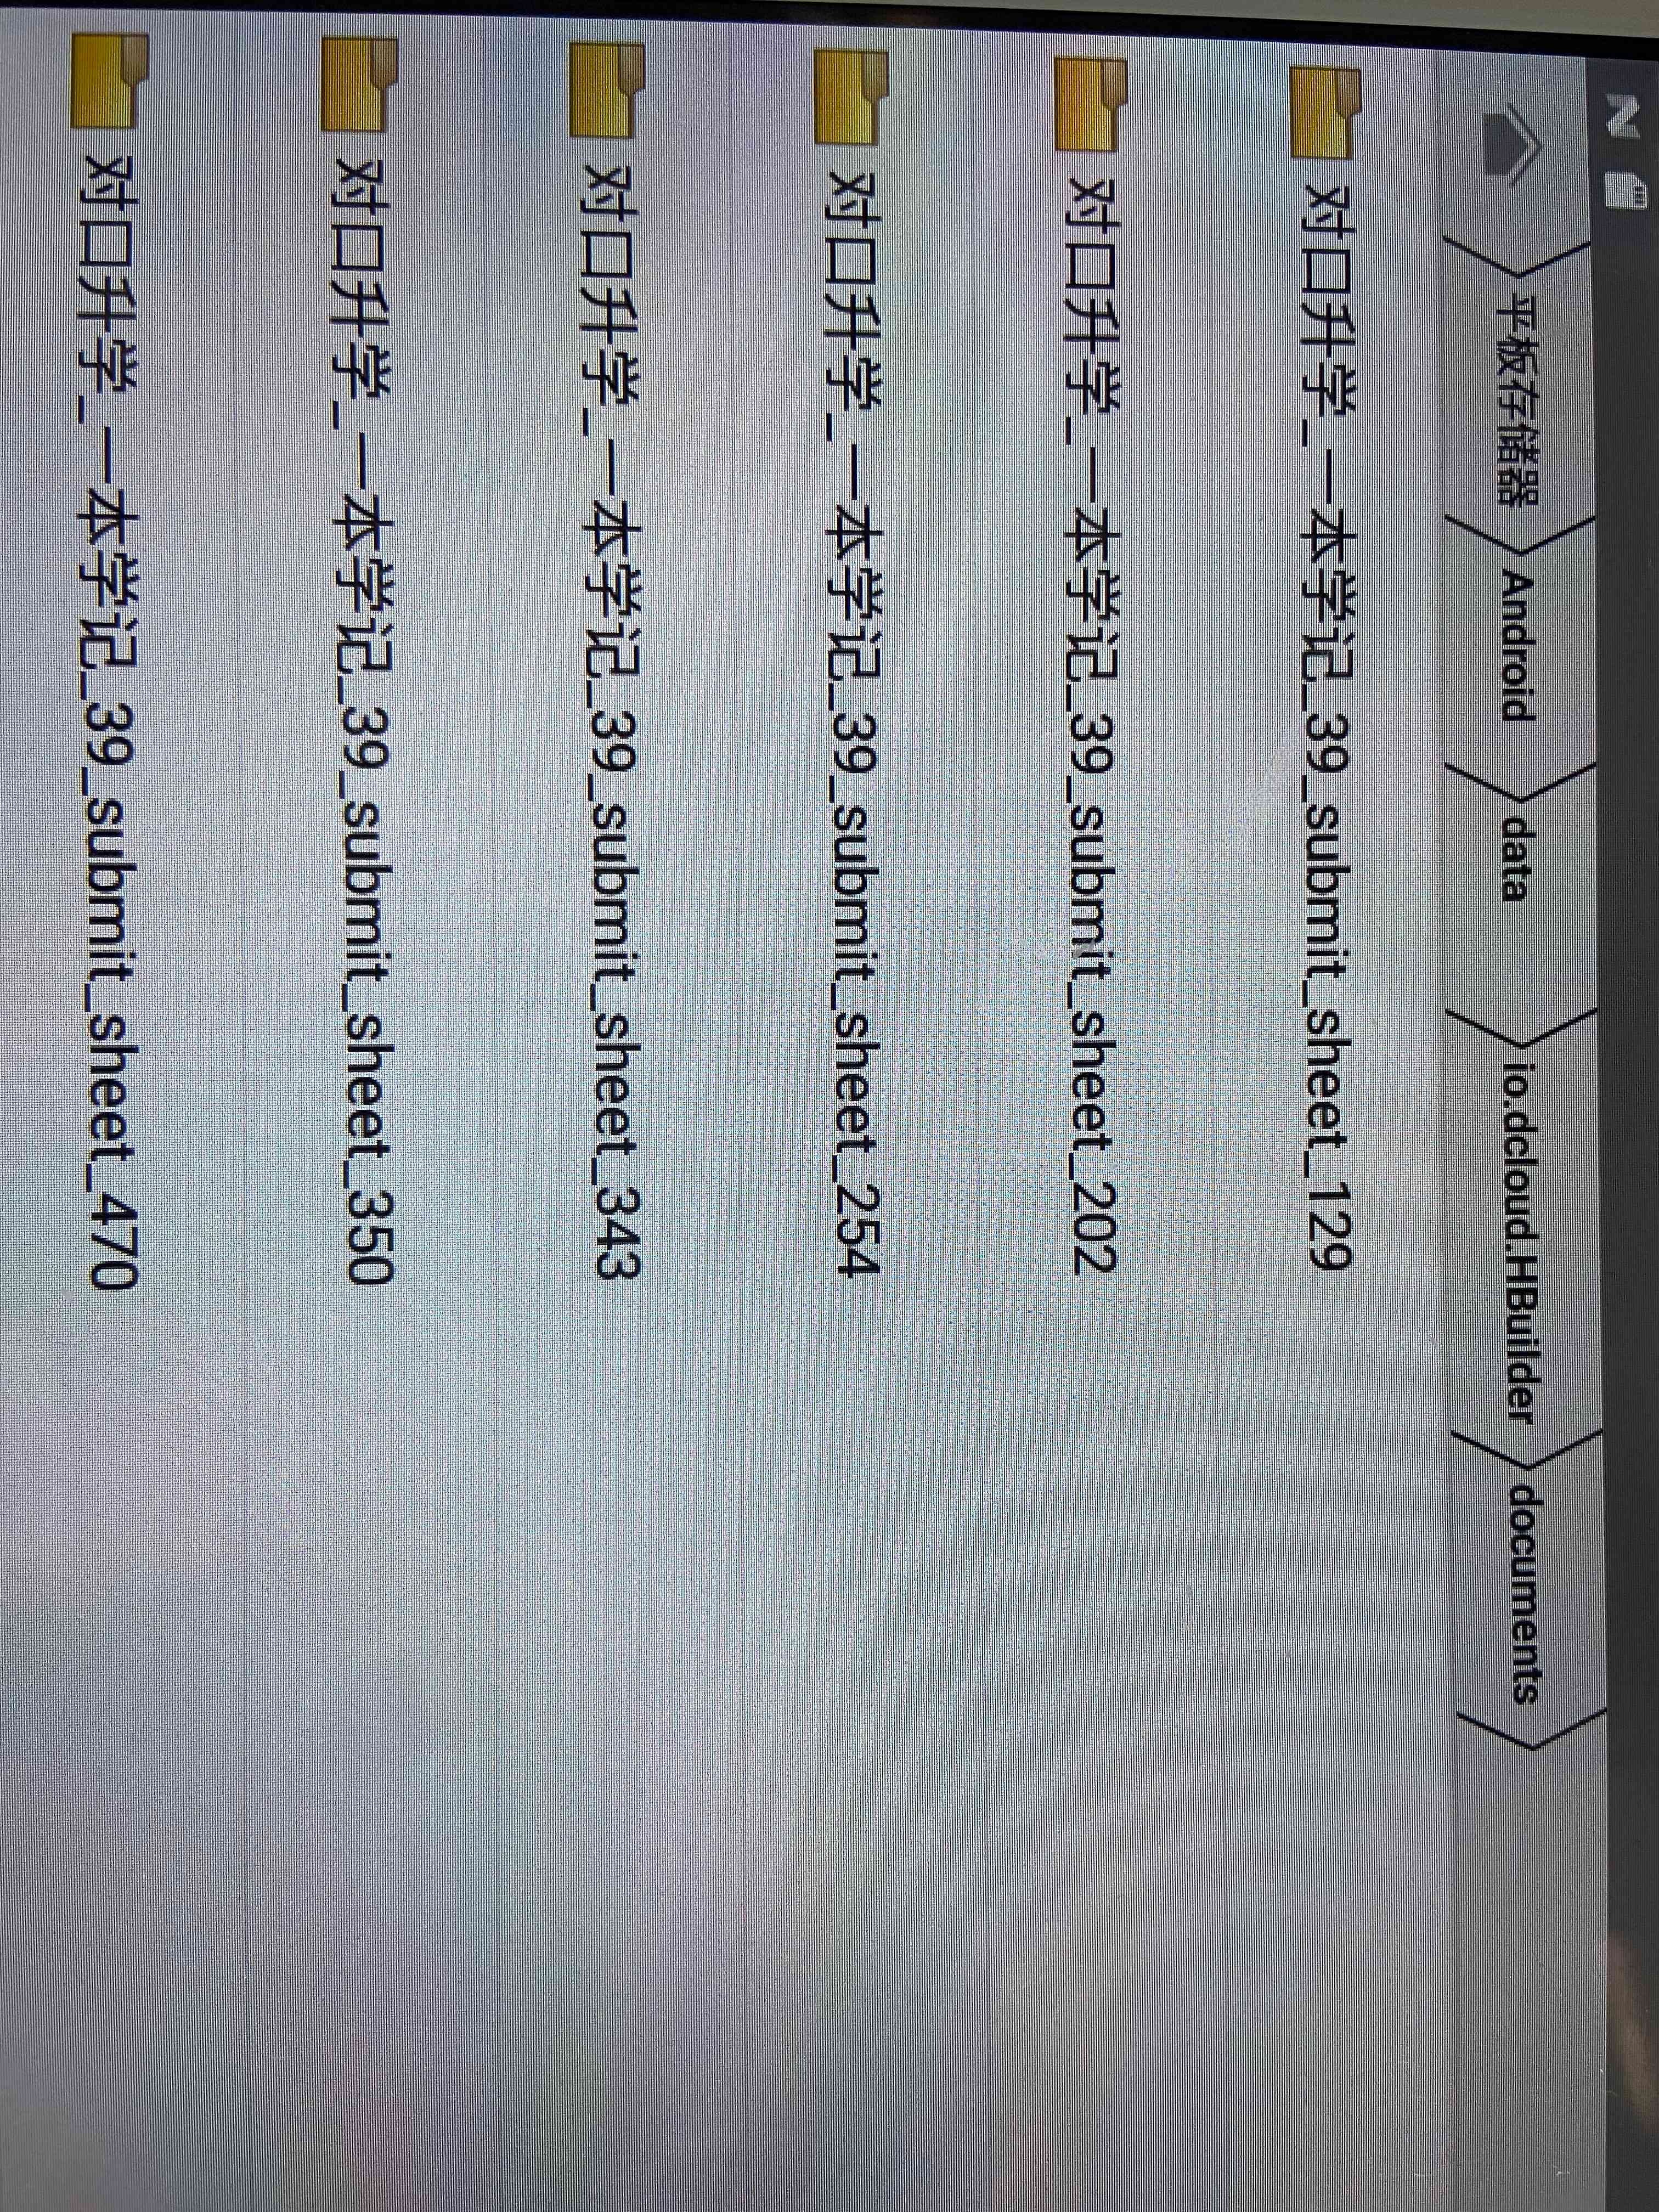 平板存储器 Android data io.dcloud.HBuilder documents
对口升学_一本学记_39_submit_sheet_129
对口升学_一本学记_39_submit_sheet_202
对口升学_一本学记_39_submit_sheet_254
对口升学_一本学记_39_submit_sheet_343
对口升学_一本学记_39_submit_sheet_350
对口升学_一本学记_39_submit_sheet_470